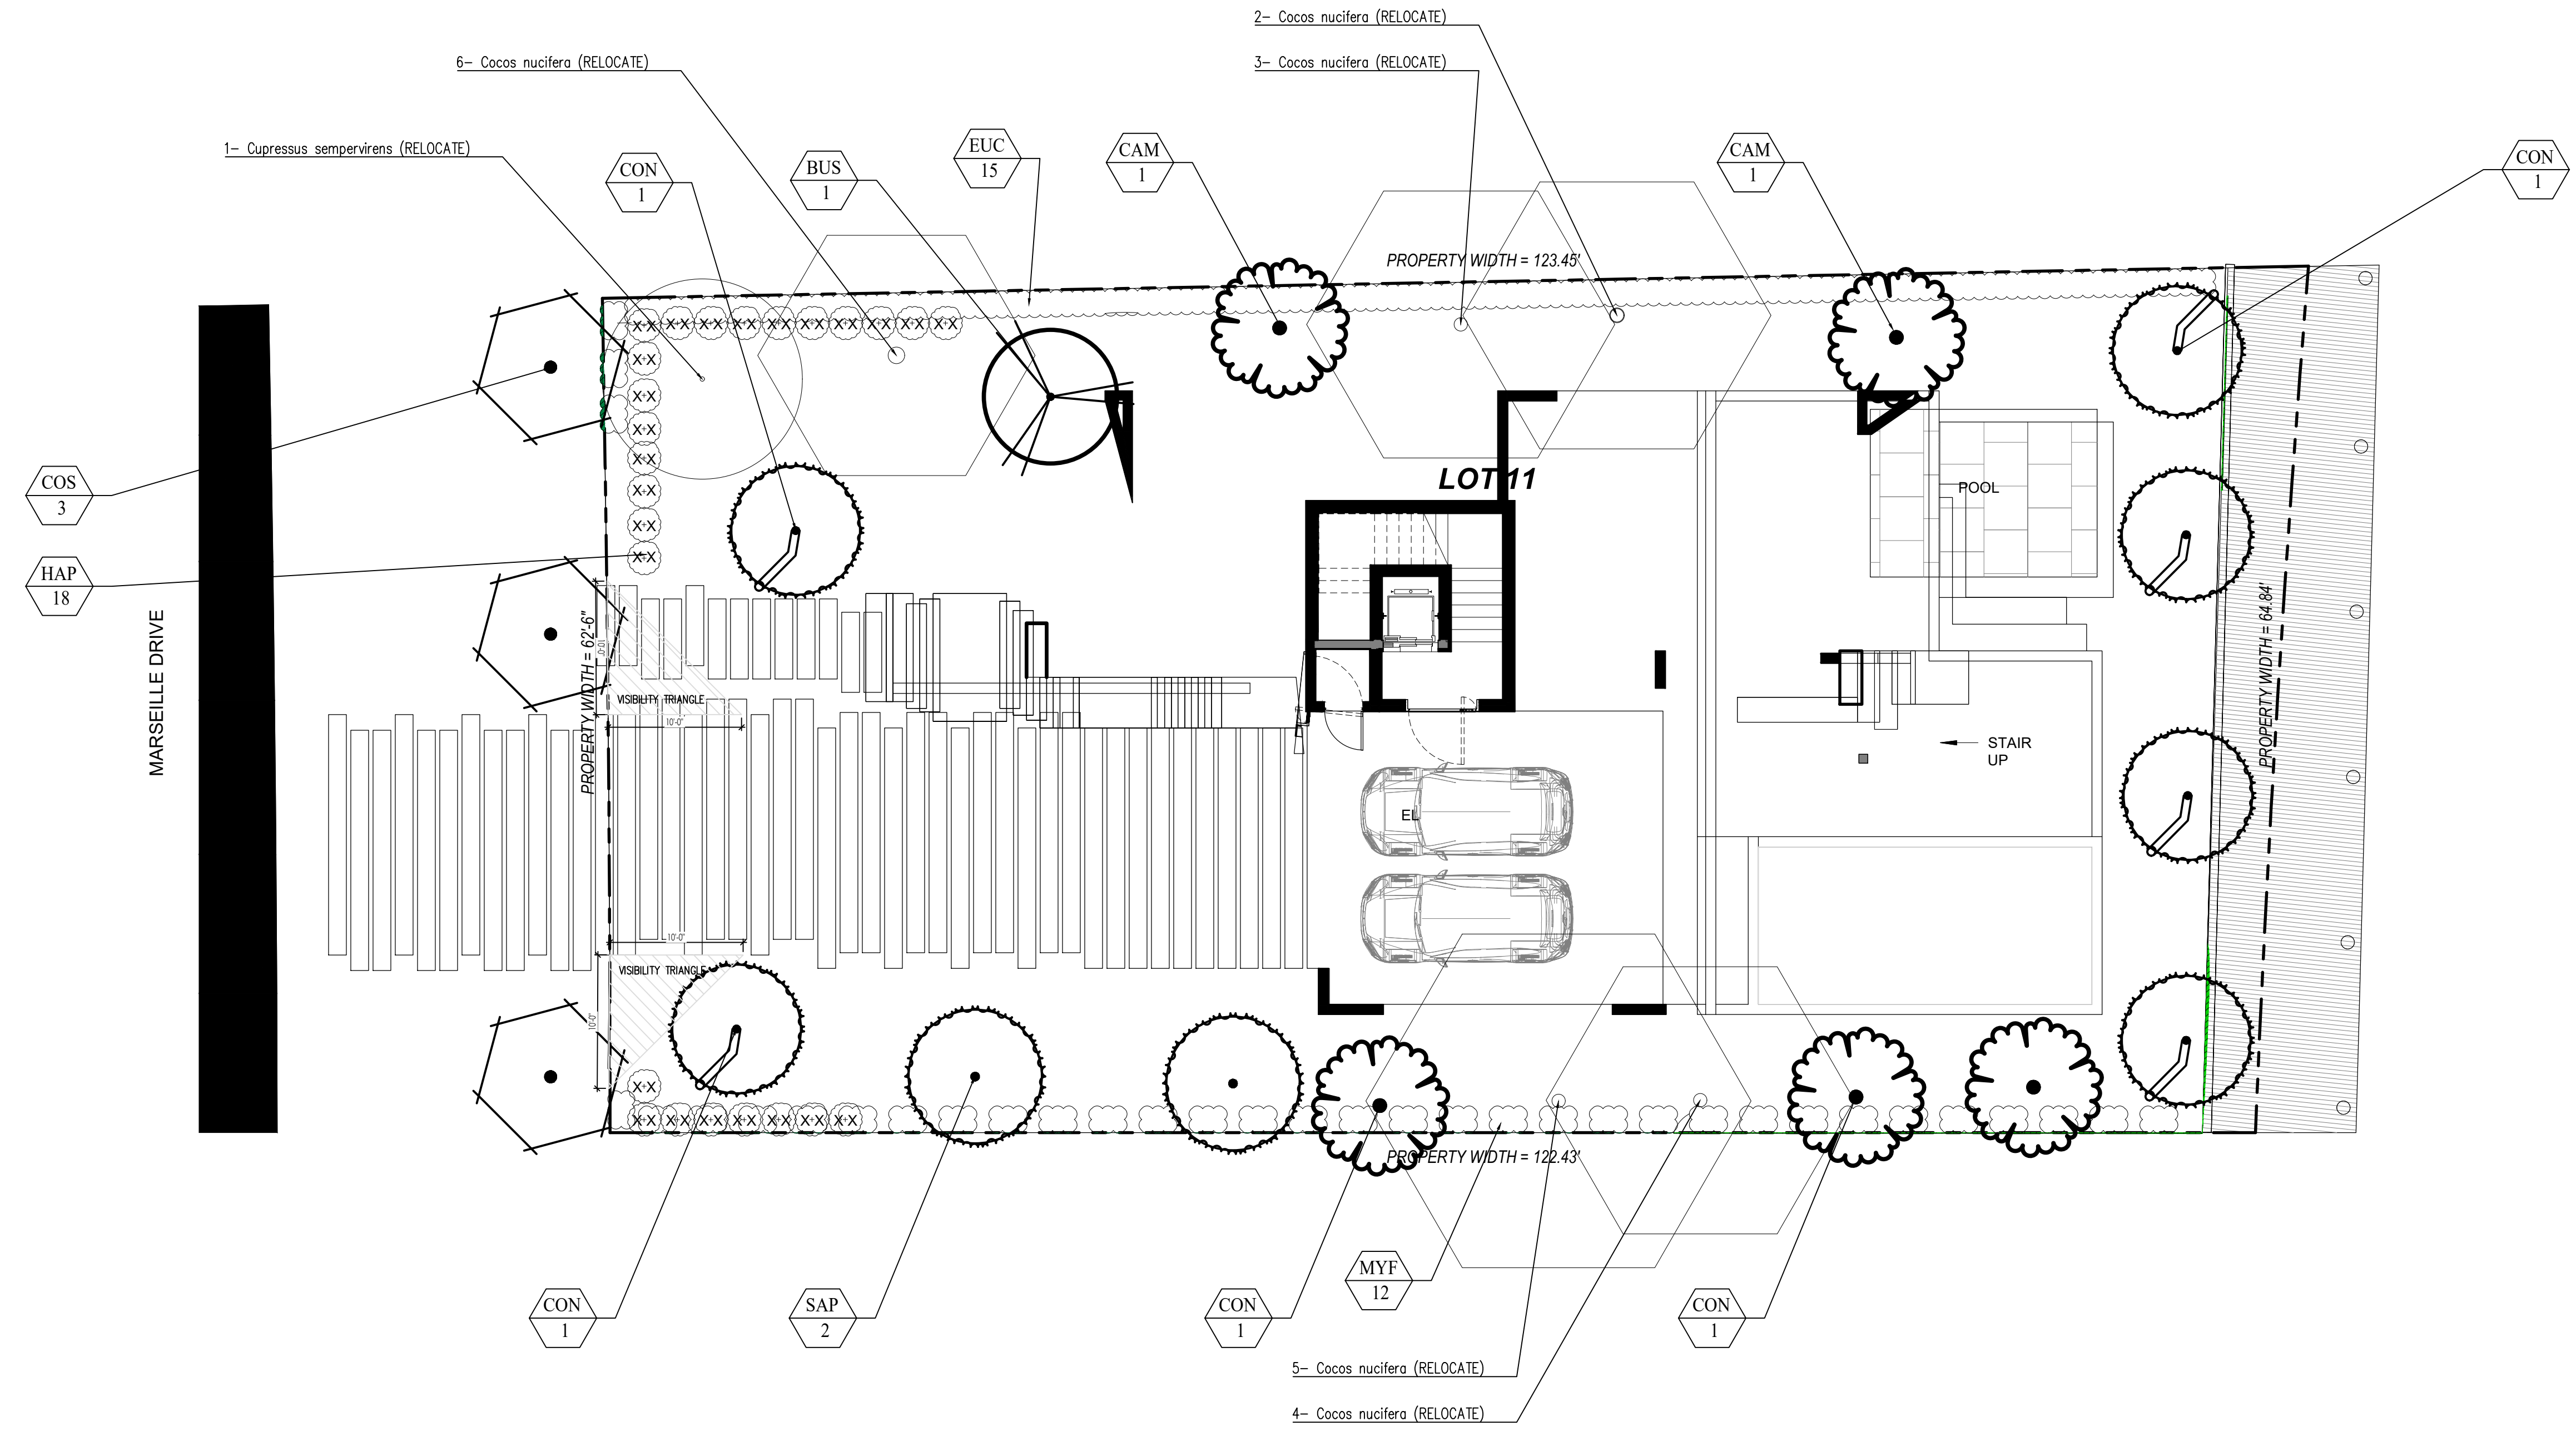 2- Cocos nucifera (RELOCATE)
6- Cocos nucifera (RELOCATE)
3- Cocos nucifera (RELOCATE)
1- Cupressus sempervirens (RELOCATE)
CON
1
BUS
1
EUC
15
CAM
1
CAM
1
CON
1
PROPERTY WIDTH = 123.45'
X+X X+X X+X X+X X+X X+X X+X X+X X+X X+X
X+X
X+X
X+X
X+X
X+X
X+X
X+X
COS
3
HAP
18
LOT 11
POOL
MARSEILLE DRIVE
PROPERTY WIDTH = 62'-6"
10'-0"
VISIBILITY TRIANGLE
10'-0"
PROPERTY WIDTH = 64.84'
STAIR
UP
EL
10'-0"
VISIBILITY TRIANGLE
10'-0"
X+X
X+X X+X X+X X+X X+X X+X X+X
PROPERTY WIDTH = 122.43'
CON
1
SAP
2
CON
1
MYF
12
CON
1
5- Cocos nucifera (RELOCATE)
4- Cocos nucifera (RELOCATE)